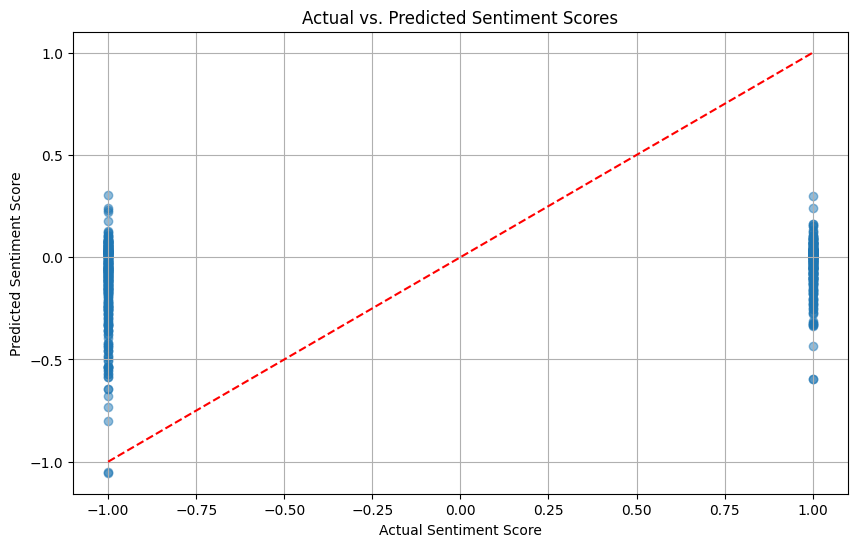 Actual vs. Predicted Sentiment Scores
Predicted Sentiment Score
1.0
0.5
0.0
−0.5
−1.0
−1.00 −0.75 −0.50 −0.25 0.00 0.25 0.50 0.75 1.00
Actual Sentiment Score